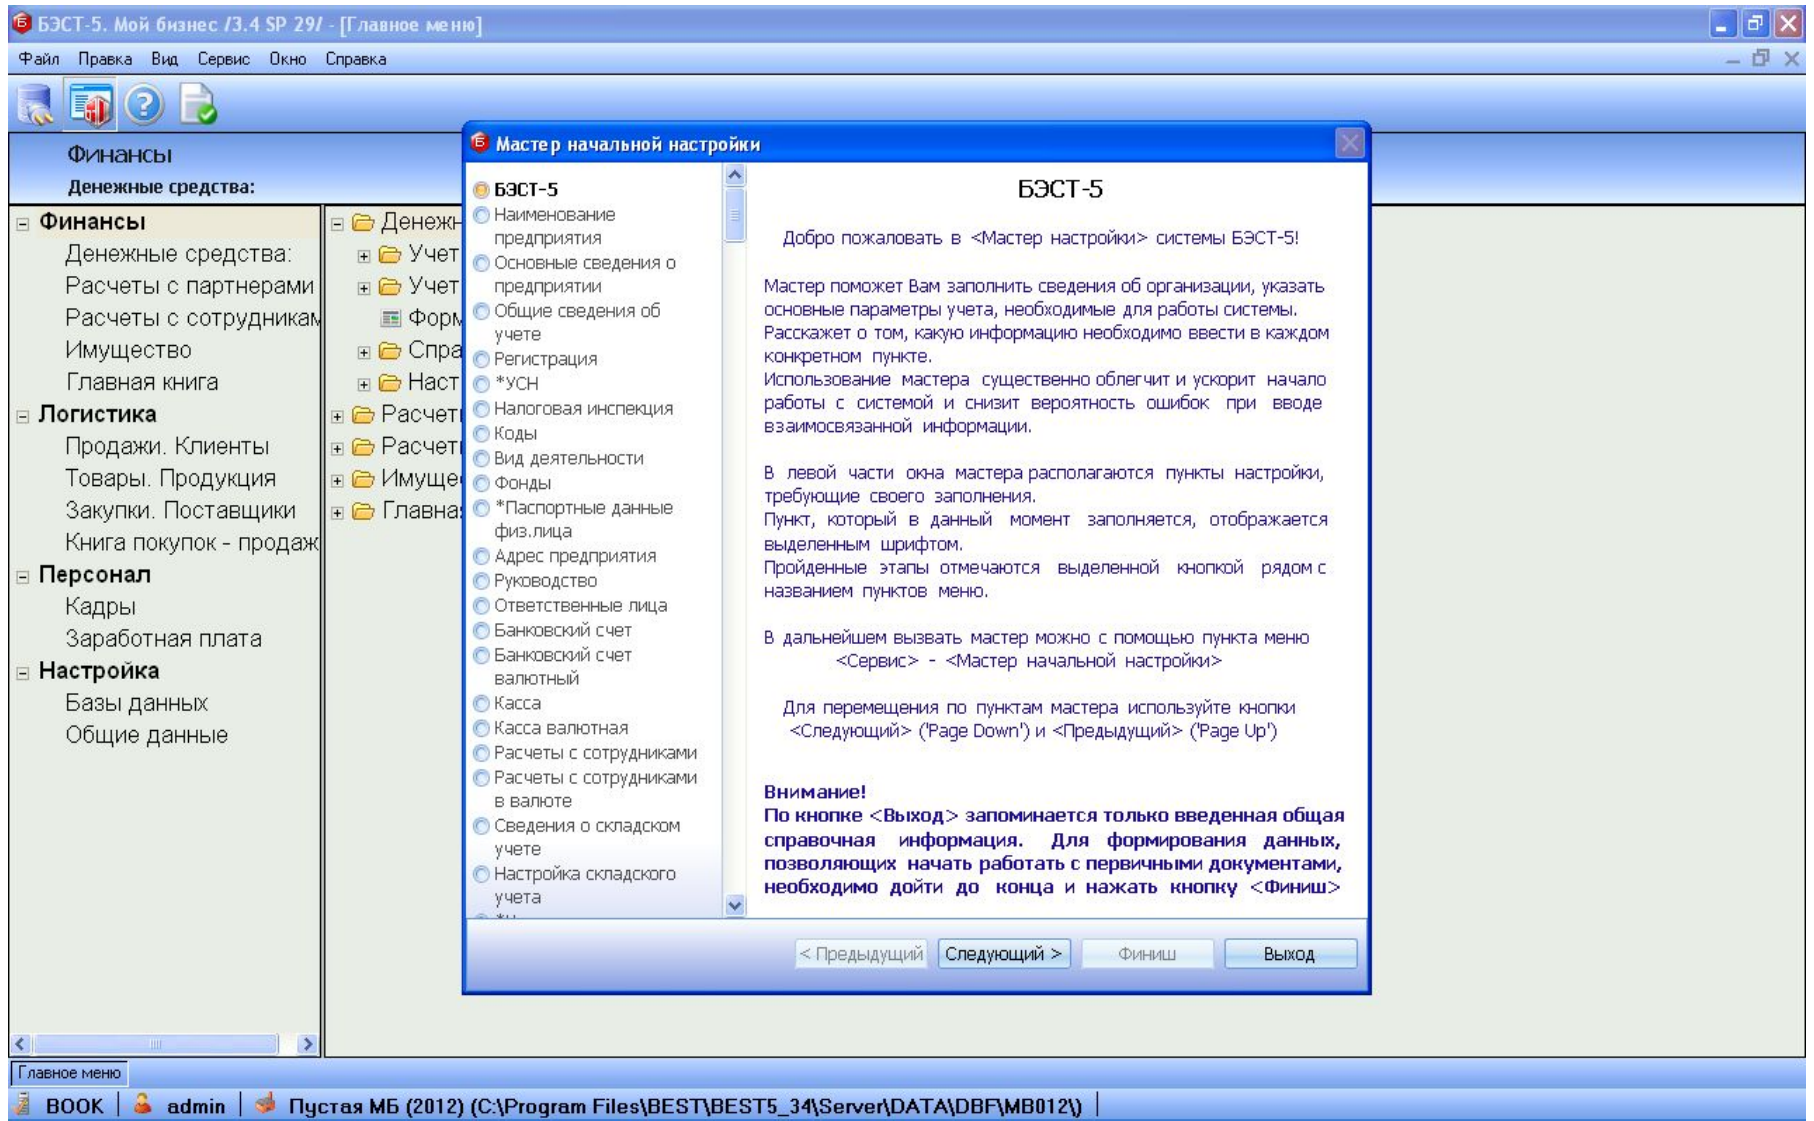 БЭСТ-5. Мой бизнес /3.4 SP 29/ - [Главное меню]
Файл Правка Вид Сервис Окно Справка
Финансы
Денежные средства:
Финансы
Денежные средства:
Расчеты с партнерами
Расчеты с сотрудникам
Имущество
Главная книга
Логистика
Продажи. Клиенты
Товары. Продукция
Закупки. Поставщики
Книга покупок - продаж
Персонал
Кадры
Заработная плата
Настройка
Базы данных
Общие данные
Денежн
Учет
Учет
Форм
Спра
Наст
Расчет
Расчет
Имуще
Главна
Мастер начальной настройки
БЭСТ-5
Наименование
предприятия
Основные сведения о
предприятии
Общие сведения об
учете
Регистрация
*УСН
Налоговая инспекция
Коды
Вид деятельности
Фонды
*Паспортные данные
физ.лица
Адрес предприятия
Руководство
Ответственные лица
Банковский счет
Банковский счет
валютный
Касса
Касса валютная
Расчеты с сотрудниками
Расчеты с сотрудниками
в валюте
Сведения о складском
учете
Настройка складского
учета
БЭСТ-5
Добро пожаловать в <Мастер настройки> системы БЭСТ-5!
Мастер поможет Вам заполнить сведения об организации, указать
основные параметры учета, необходимые для работы системы.
Расскажет о том, какую информацию необходимо ввести в каждом
конкретном пункте.
Использование мастера существенно облегчит и ускорит начало
работы с системой и снизит вероятность ошибок при вводе
взаимосвязанной информации.
В левой части окна мастера располагаются пункты настройки,
требующие своего заполнения.
Пункт, который в данный момент заполняется, отображается
выделенным шрифтом.
Пройденные этапы отмечаются выделенной кнопкой рядом с
названием пунктов меню.
В дальнейшем вызвать мастер можно с помощью пункта меню
<Сервис> - <Мастер начальной настройки>
Для перемещения по пунктам мастера используйте кнопки
<Следующий> ('Page Down') и <Предыдущий> ('Page Up')
Внимание!
По кнопке <Выход> запоминается только введенная общая
справочная информация. Для формирования данных,
позволяющих начать работать с первичными документами,
необходимо дойти до конца и нажать кнопку <Финиш>
< Предыдущий Следующий > Финиш Выход
Главное меню
BOOK admin Пустая МБ (2012) (C:\Program Files\BEST\BEST5_34\Server\DATA\DBF\MB012\)